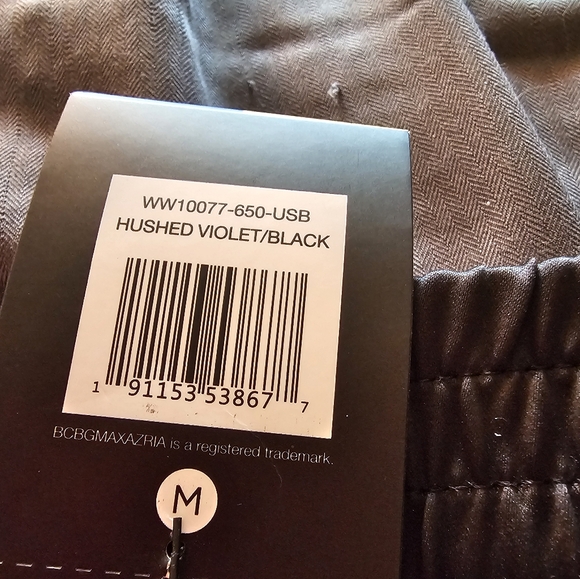 WW10077-650-USB
HUSHED VIOLET/BLACK
1 91153 53867 7
BCBGMAXAZRIA is a registered trademark.
M